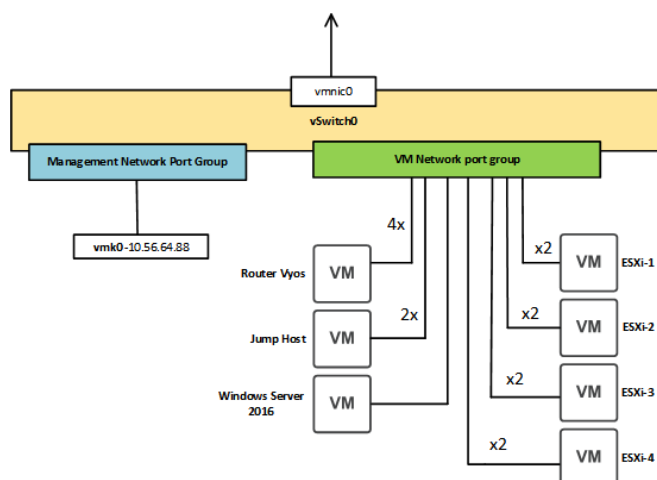 vmnic0
vSwitch0
Management Network Port Group
VM Network port group
vmk0-10.56.64.88
4x
Router Vyos
VM
2x
Jump Host
VM
Windows Server
2016
VM
x2
VM
ESXi-1
x2
VM
ESXi-2
x2
VM
ESXi-3
x2
VM
ESXi-4